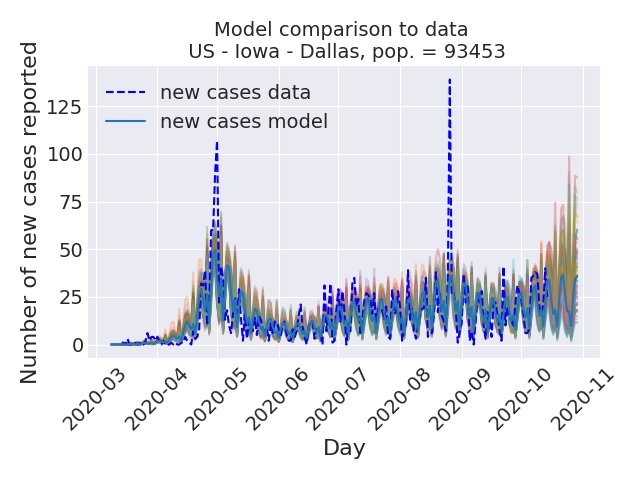 Model comparison to data
US - Iowa - Dallas, pop. = 93453
new cases data
new cases model
Number of new cases reported
125
100
75
50
25
0
2020-03
2020-04
2020-05
2020-06
2020-07
2020-08
2020-09
2020-10
2020-11
Day